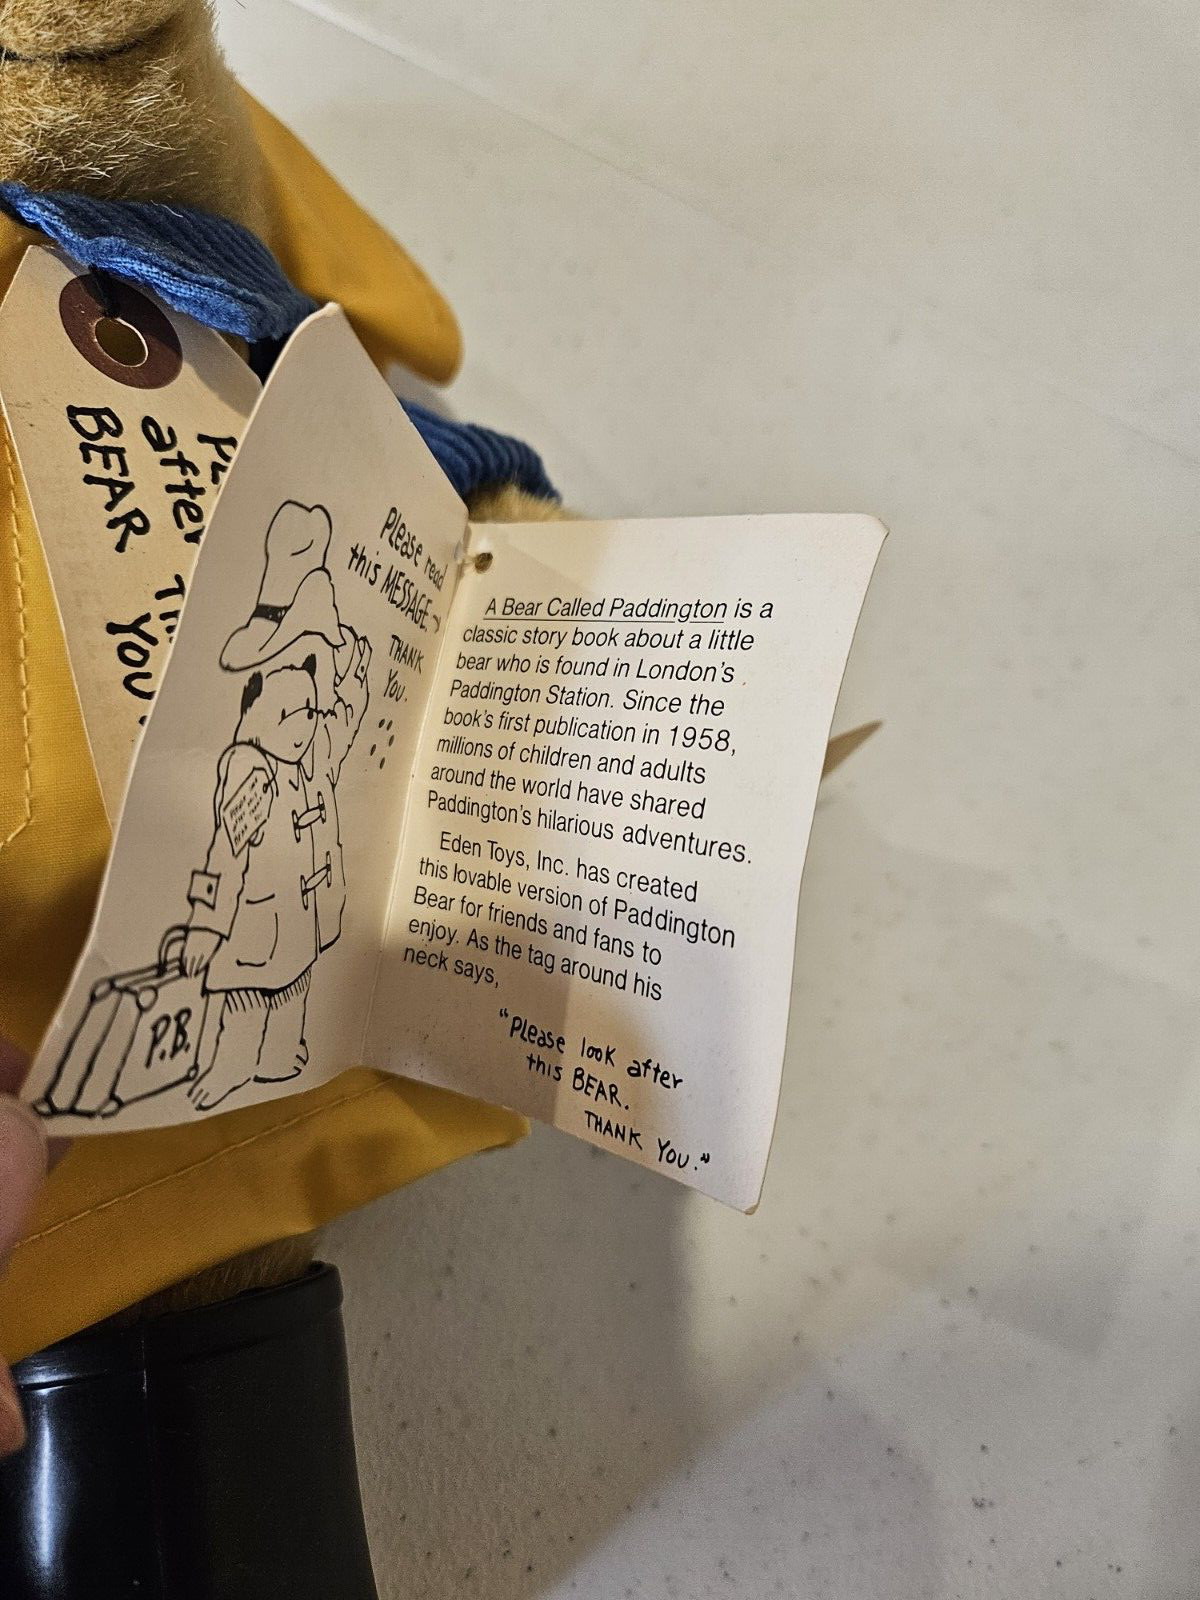 after
BEAR
YOU.
Please read
this MESSAGE.
THANK
YOU.
P.B.
A Bear Called Paddington is a
classic story book about a little
bear who is found in London's
Paddington Station. Since the
book's first publication in 1958,
millions of children and adults
around the world have shared
Paddington's hilarious adventures.
Eden Toys, Inc. has created
this lovable version of Paddington
Bear for friends and fans to
enjoy. As the tag around his
neck says,
"Please look after
this BEAR.
THANK YOU."